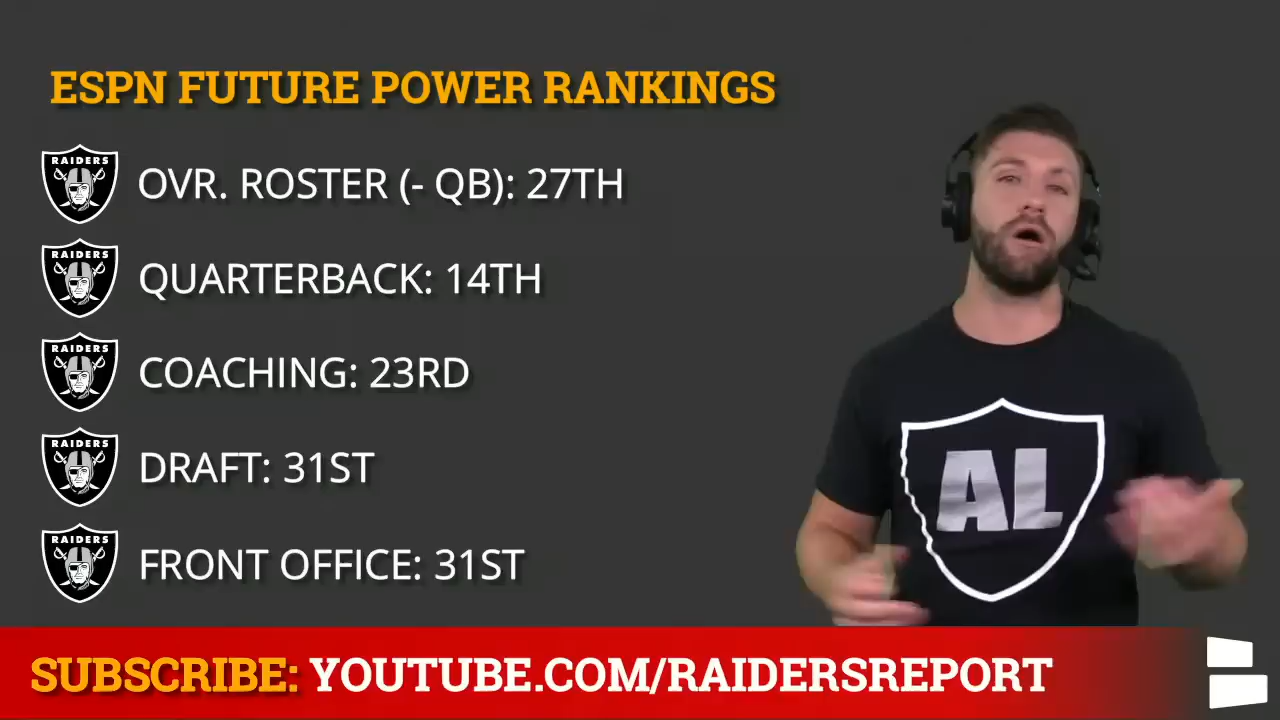 ESPN FUTURE POWER RANKINGS
RAIDERS
OVR. ROSTER (- QB): 27TH
RAIDERS
QUARTERBACK: 14TH
RAIDERS
COACHING: 23RD
RAIDERS
DRAFT: 31ST
RAIDERS
FRONT OFFICE: 31ST
AL
SUBSCRIBE: YOUTUBE.COM/RAIDERSREPORT